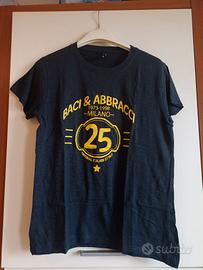 BACI & ABBRACCI
1973-1998
—MILANO—
25
subito